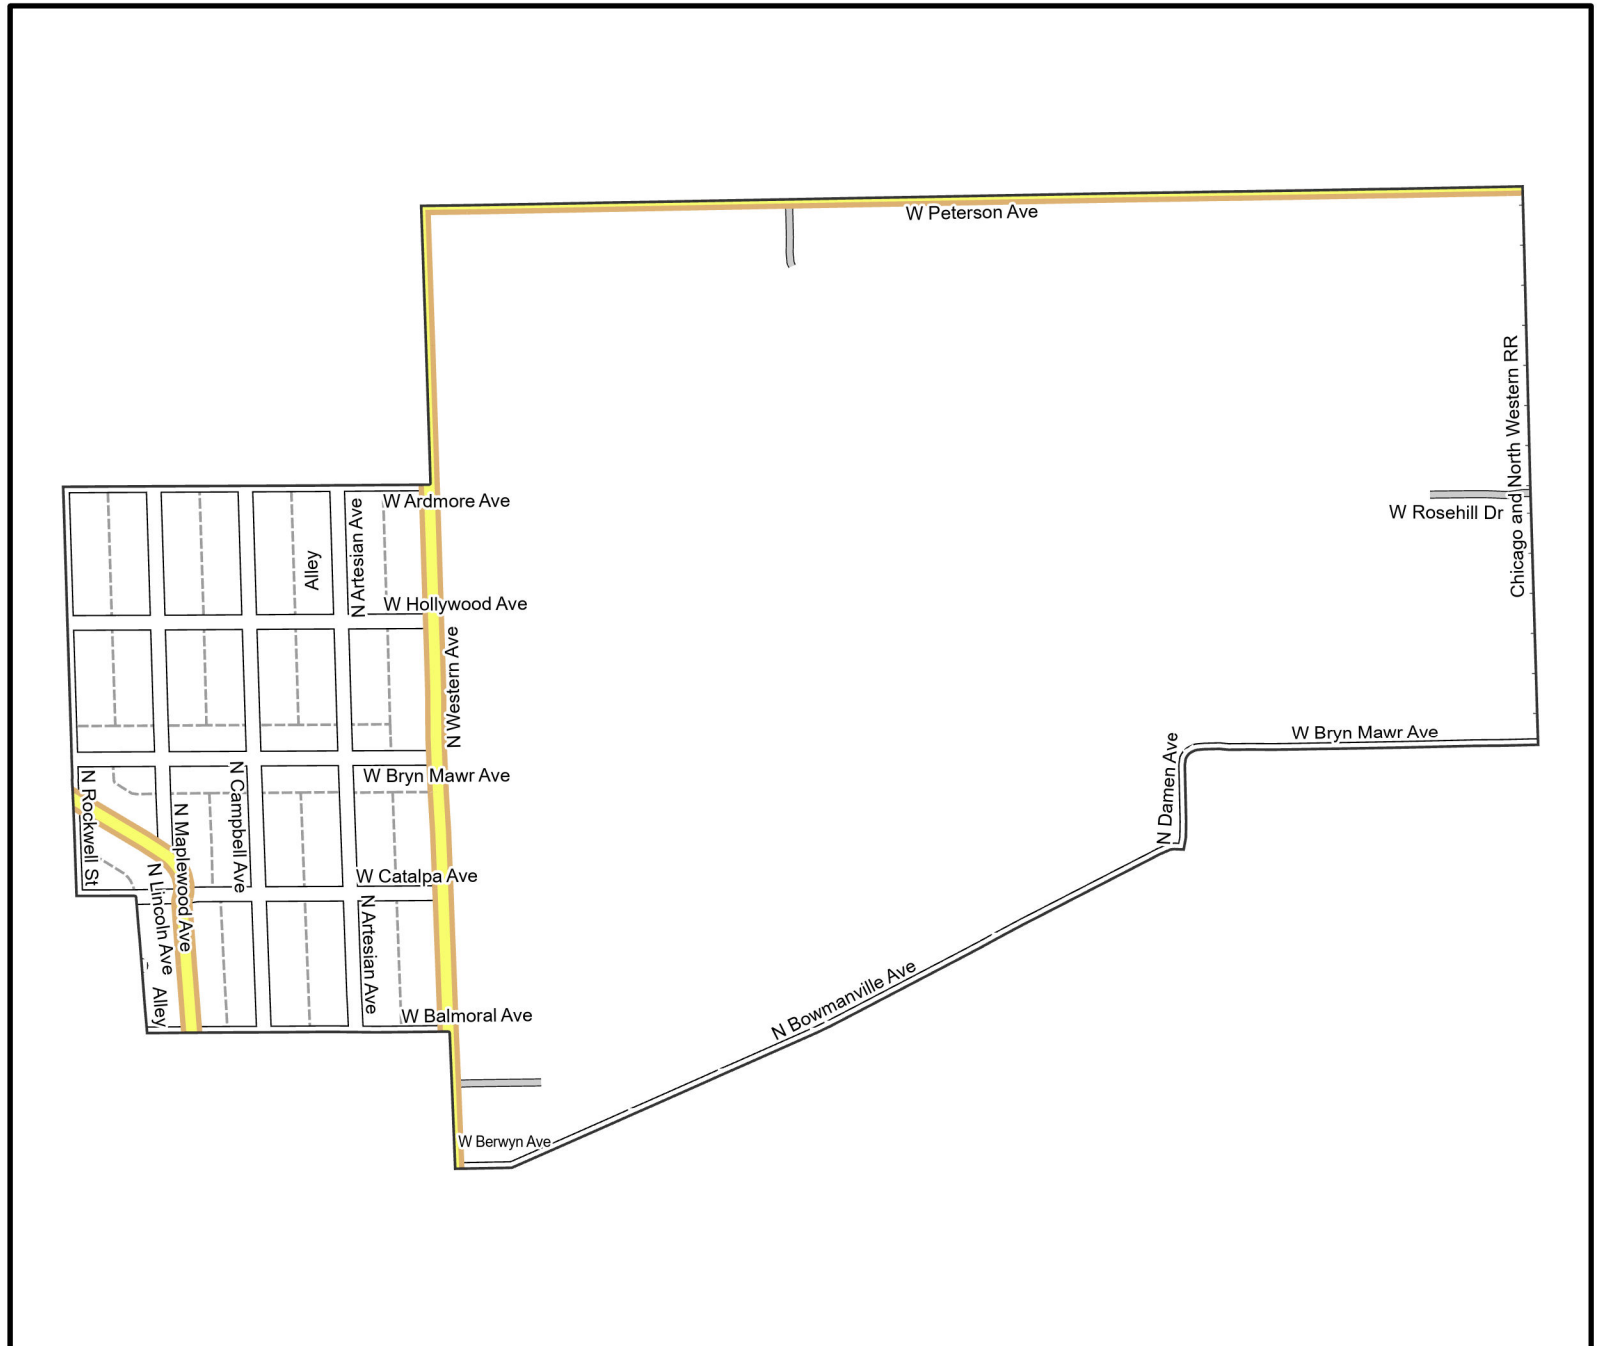 W Peterson Ave
Chicago and North Western RR
W Ardmore Ave
N Artesian Ave
W Rosehill Dr
Alley
W Hollywood Ave
N Western Ave
W Bryn Mawr Ave
N Damen Ave
W Bryn Mawr Ave
N Rockwell St
N Campbell Ave
N Maplewood Ave
W Catalpa Ave
N Lincoln Ave
N Artesian Ave
N Bowmanville Ave
Alley
W Balmoral Ave
W Berwyn Ave